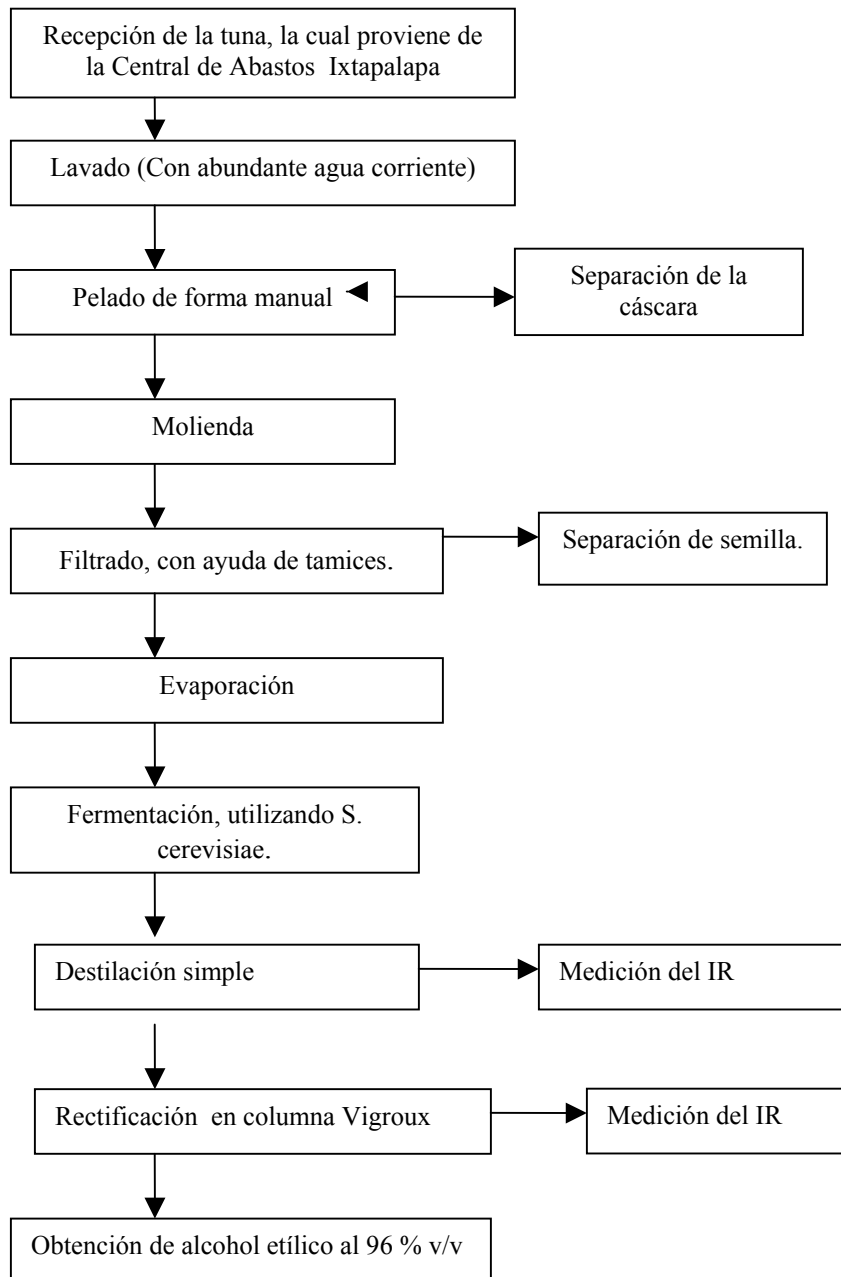 Recepción de la tuna, la cual proviene de
la Central de Abastos  Ixtapalapa
Lavado (Con abundante agua corriente)
Pelado de forma manual
Separación de la
cáscara
Molienda
Filtrado, con ayuda de tamices.
Separación de semilla.
Evaporación
Fermentación, utilizando S.
cerevisiae.
Destilación simple
Medición del IR
Rectificación  en columna Vigroux
Medición del IR
Obtención de alcohol etílico al 96 % v/v